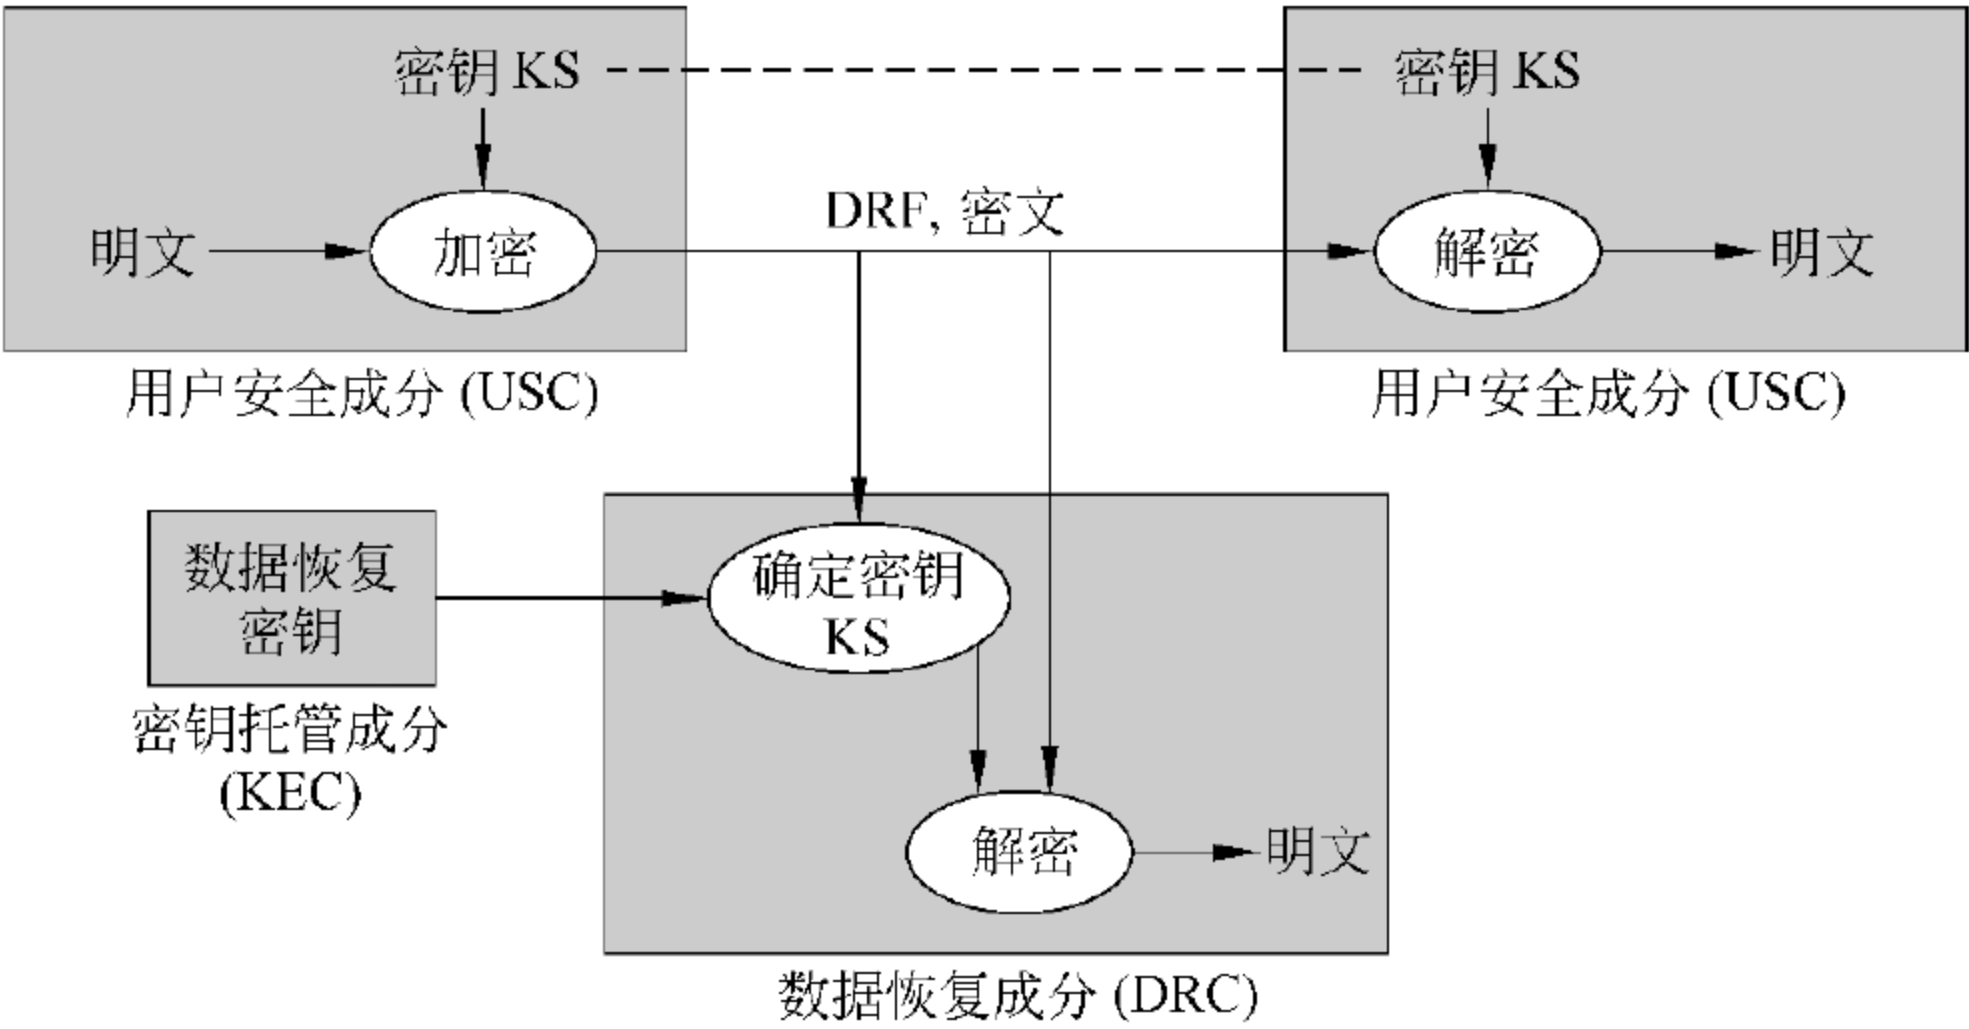 密钥 KS
密钥 KS
DRF, 密文
明文
加密
解密
明文
用户安全成分 (USC)
用户安全成分 (USC)
数据恢复
密钥
密钥托管成分
(KEC)
确定密钥
KS
解密
明文
数据恢复成分 (DRC)